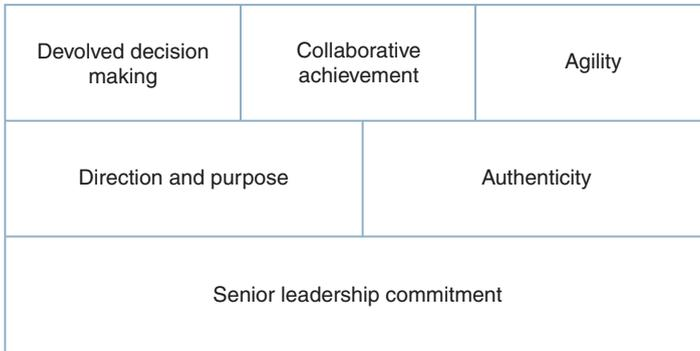 Devolved decision
making
Collaborative
achievement
Agility
Direction and purpose
Authenticity
Senior leadership commitment